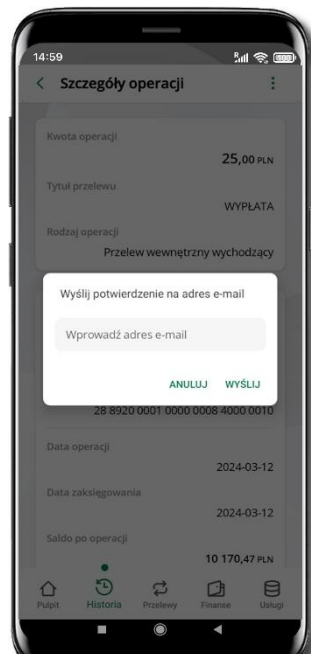 14:59
Szczegóły operacji
Kwota operacji
25,00 PLN
Tytuł przelewu
WYPŁATA
Rodzaj operacji
Przelew wewnętrzny wychodzący
Wyślij potwierdzenie na adres e-mail
Wprowadź adres e-mail
ANULUJ WYŚLIJ
28 8920 0001 0000 0008 4000 0010
Data operacji
2024-03-12
Data zaksięgowania
2024-03-12
Saldo po operacji
10 170,47 PLN
Pulpit Historia Przelewy Finanse Usługi